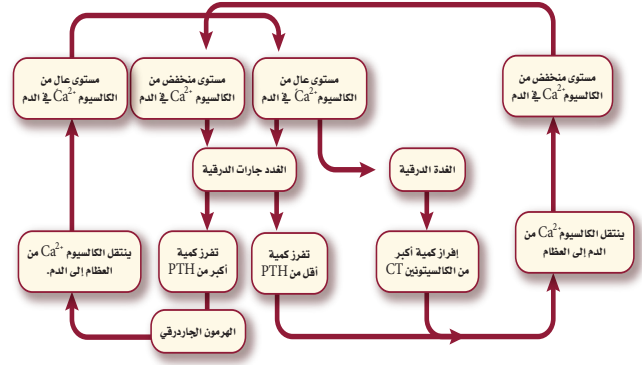 مستوى منخفض من
الكالسيوم Ca²⁺ في الدم
مستوى عال من
الكالسيوم Ca²⁺ في الدم
مستوى منخفض من
الكالسيوم Ca²⁺ في الدم
مستوى عال من
الكالسيوم Ca²⁺ في الدم
الغدة الدرقية
الغدد جارات الدرقية
ينتقل الكالسيوم Ca²⁺ من
الدم إلى العظام
إفراز كمية أكبر
من الكالسيتونين CT
تفرز كمية
أقل من PTH
تفرز كمية
أكبر من PTH
ينتقل الكالسيوم Ca²⁺ من
العظام إلى الدم.
الهرمون الجاردرقي